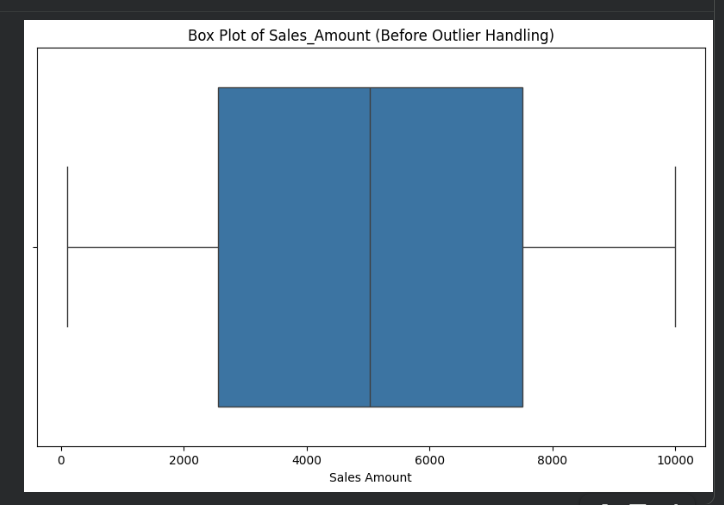 Box Plot of Sales_Amount (Before Outlier Handling)
0 2000 4000 6000 8000 10000
Sales Amount